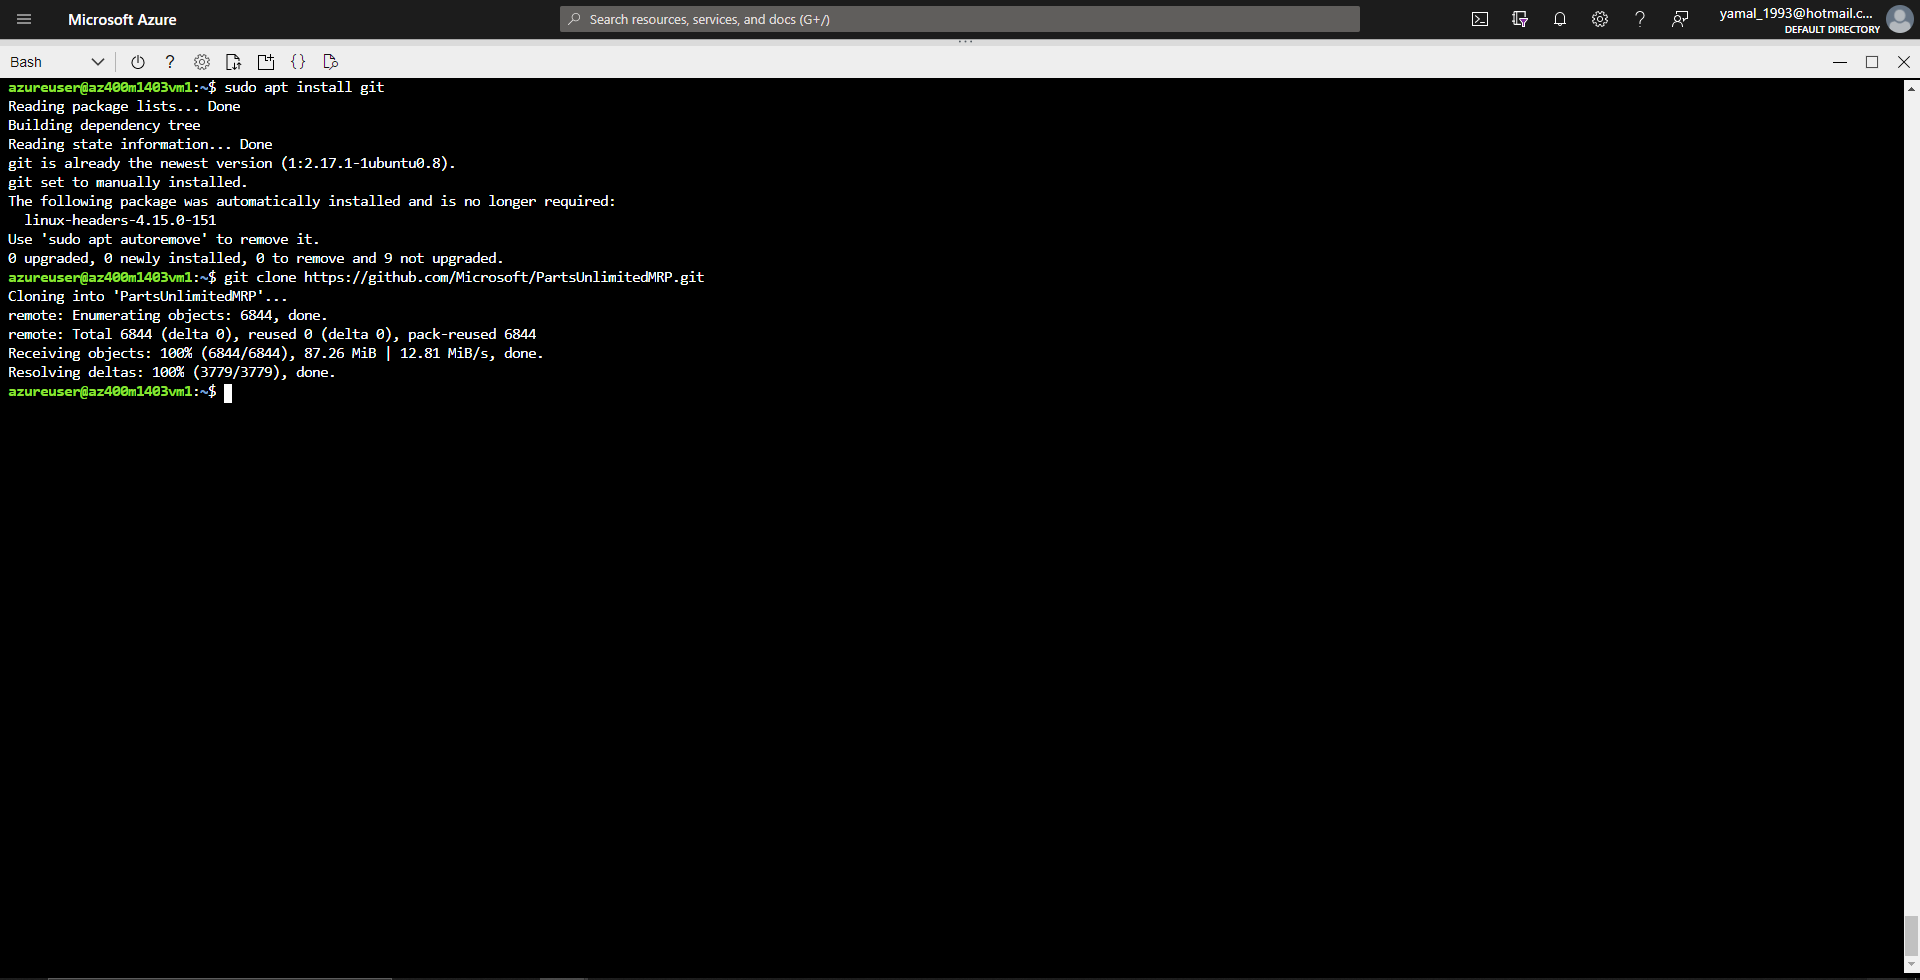 Microsoft Azure
Search resources, services, and docs (G+/)
yamal_1993@hotmail.c...
DEFAULT DIRECTORY
Bash
azureuser@az400m1403vm1:~$ sudo apt install git
Reading package lists... Done
Building dependency tree
Reading state information... Done
git is already the newest version (1:2.17.1-1ubuntu0.8).
git set to manually installed.
The following package was automatically installed and is no longer required:
  linux-headers-4.15.0-151
Use 'sudo apt autoremove' to remove it.
0 upgraded, 0 newly installed, 0 to remove and 9 not upgraded.
azureuser@az400m1403vm1:~$ git clone https://github.com/Microsoft/PartsUnlimitedMRP.git
Cloning into 'PartsUnlimitedMRP'...
remote: Enumerating objects: 6844, done.
remote: Total 6844 (delta 0), reused 0 (delta 0), pack-reused 6844
Receiving objects: 100% (6844/6844), 87.26 MiB | 12.81 MiB/s, done.
Resolving deltas: 100% (3779/3779), done.
azureuser@az400m1403vm1:~$